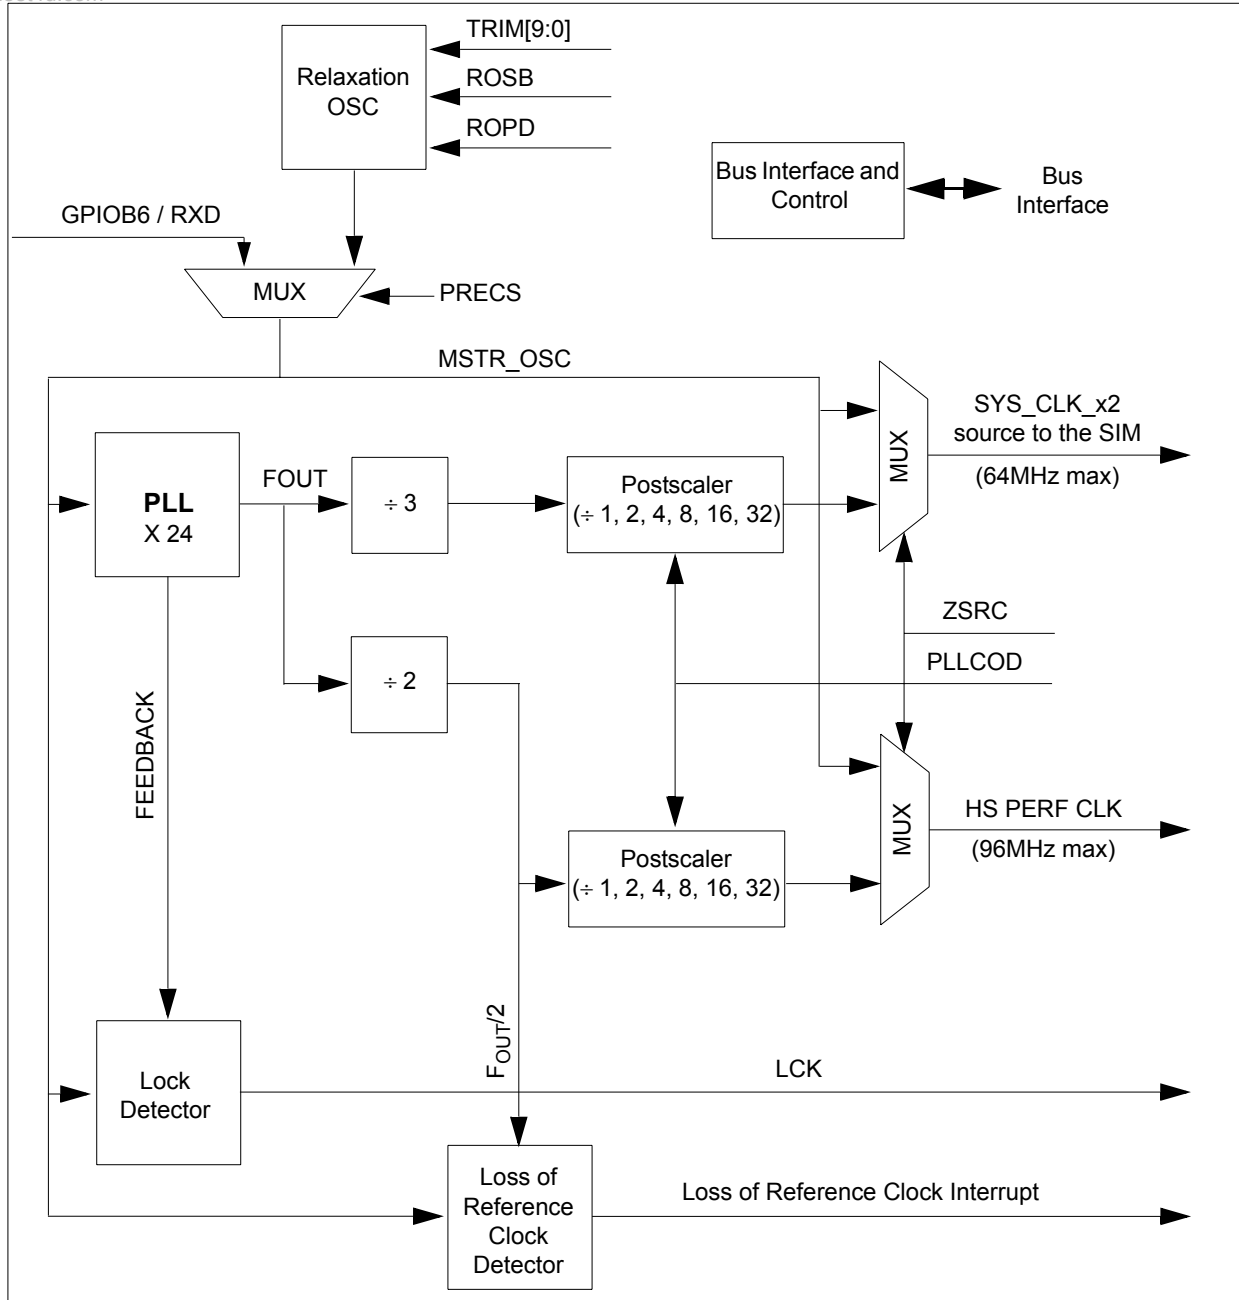 TRIM[9:0]
Relaxation
OSC
ROSB
ROPD
Bus Interface and
Control
Bus
Interface
GPIOB6 / RXD
MUX
PRECS
MSTR_OSC
SYS_CLK_x2
source to the SIM
(64MHz max)
MUX
PLL
X 24
FOUT
÷ 3
Postscaler
(÷ 1, 2, 4, 8, 16, 32)
ZSRC
PLLCOD
÷ 2
FEEDBACK
HS PERF CLK
(96MHz max)
MUX
Postscaler
(÷ 1, 2, 4, 8, 16, 32)
FOUT/2
Lock
Detector
LCK
Loss of
Reference
Clock
Detector
Loss of Reference Clock Interrupt